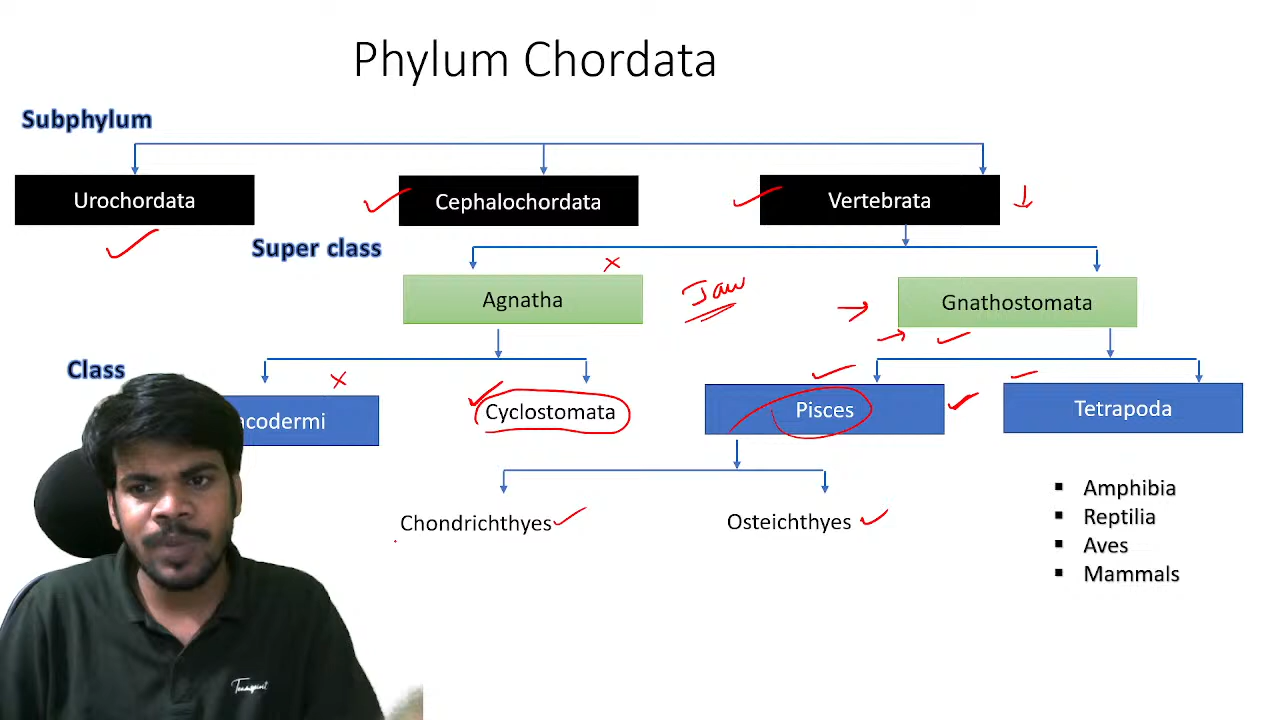 Phylum Chordata
Subphylum
Urochordata
Cephalochordata
Vertebrata
Super class
Agnatha
Jaw
Gnathostomata
Class
acodermi
Cyclostomata
Pisces
Tetrapoda
Chondrichthyes
Osteichthyes
▪ Amphibia
▪ Reptilia
▪ Aves
▪ Mammals